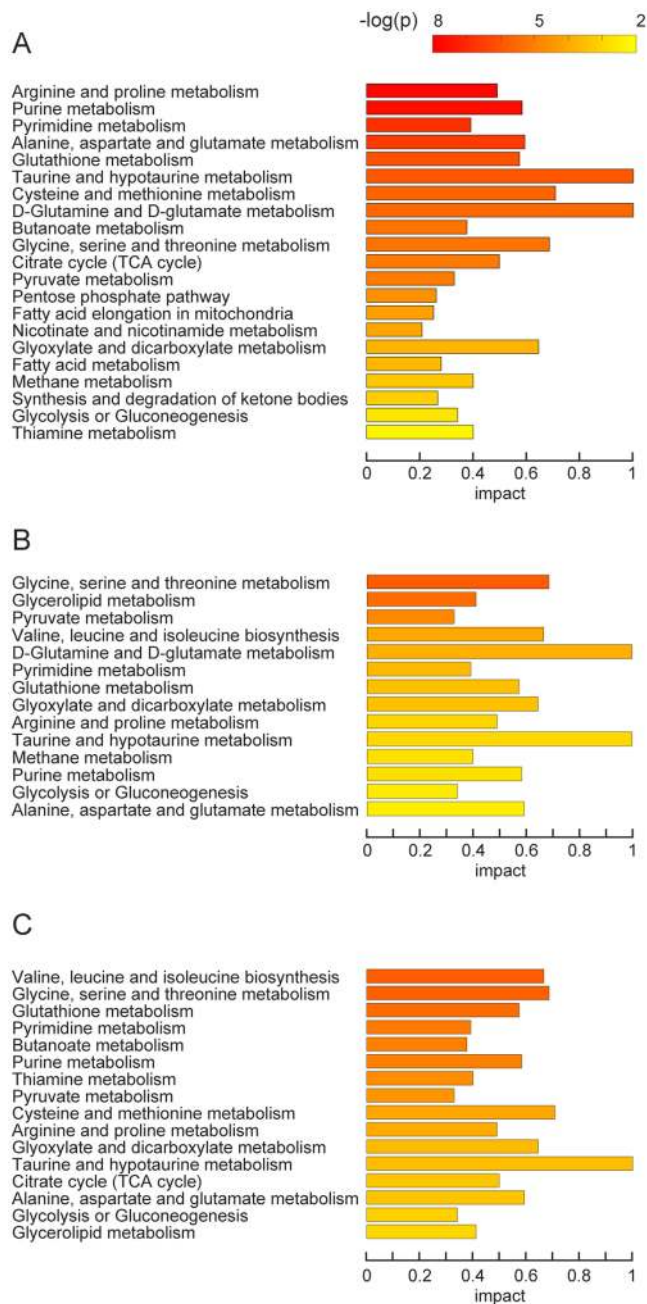 -log(p) 8 5 2
A
Arginine and proline metabolism
Purine metabolism
Pyrimidine metabolism
Alanine, aspartate and glutamate metabolism
Glutathione metabolism
Taurine and hypotaurine metabolism
Cysteine and methionine metabolism
D-Glutamine and D-glutamate metabolism
Butanoate metabolism
Glycine, serine and threonine metabolism
Citrate cycle (TCA cycle)
Pyruvate metabolism
Pentose phosphate pathway
Fatty acid elongation in mitochondria
Nicotinate and nicotinamide metabolism
Glyoxylate and dicarboxylate metabolism
Fatty acid metabolism
Methane metabolism
Synthesis and degradation of ketone bodies
Glycolysis or Gluconeogenesis
Thiamine metabolism
0 0.2 0.4 0.6 0.8 1
impact
B
Glycine, serine and threonine metabolism
Glycerolipid metabolism
Pyruvate metabolism
Valine, leucine and isoleucine biosynthesis
D-Glutamine and D-glutamate metabolism
Pyrimidine metabolism
Glutathione metabolism
Glyoxylate and dicarboxylate metabolism
Arginine and proline metabolism
Taurine and hypotaurine metabolism
Methane metabolism
Purine metabolism
Glycolysis or Gluconeogenesis
Alanine, aspartate and glutamate metabolism
0 0.2 0.4 0.6 0.8 1
impact
C
Valine, leucine and isoleucine biosynthesis
Glycine, serine and threonine metabolism
Glutathione metabolism
Pyrimidine metabolism
Butanoate metabolism
Purine metabolism
Thiamine metabolism
Pyruvate metabolism
Cysteine and methionine metabolism
Arginine and proline metabolism
Glyoxylate and dicarboxylate metabolism
Taurine and hypotaurine metabolism
Citrate cycle (TCA cycle)
Alanine, aspartate and glutamate metabolism
Glycolysis or Gluconeogenesis
Glycerolipid metabolism
0 0.2 0.4 0.6 0.8 1
impact